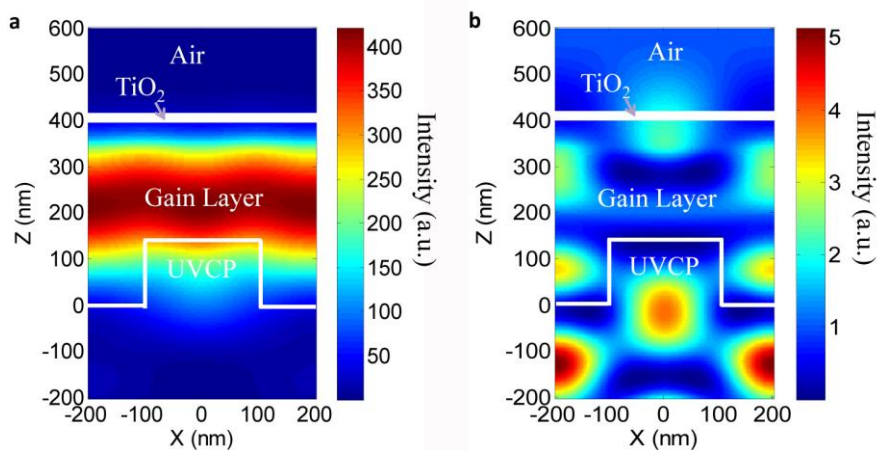 a
600
500
400
300
200
100
0
-100
-200
Z (nm)
Air
TiO2
Gain Layer
UVCP
-200 -100 0 100 200
X (nm)
400
350
300
250
200
150
100
50
Intensity (a.u.)
b
600
500
400
300
200
100
0
-100
-200
Z (nm)
Air
TiO2
Gain Layer
UVCP
-200 -100 0 100 200
X (nm)
5
4
3
2
1
Intensity (a.u.)